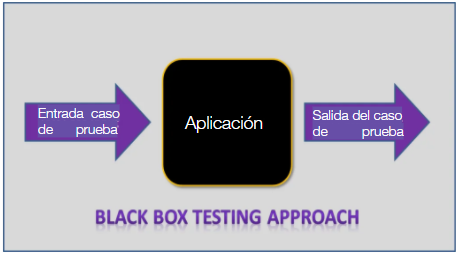 Entrada caso
de prueba
Aplicación
Salida del caso
de prueba
BLACK BOX TESTING APPROACH